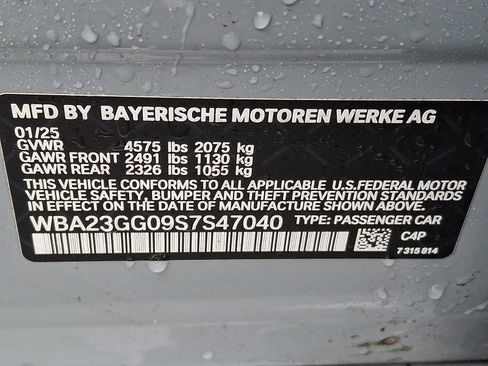 MFD BY BAYERISCHE MOTOREN WERKE AG
01/25
GVWR 4575 lbs 2075 kg
GAWR FRONT 2491 lbs 1130 kg
GAWR REAR 2326 lbs 1055 kg
THIS VEHICLE CONFORMS TO ALL APPLICABLE U.S.FEDERAL MOTOR
VEHICLE SAFETY, BUMPER AND THEFT PREVENTION STANDARDS
IN EFFECT ON THE DATE OF MANUFACTURE SHOWN ABOVE.
WBA23GG09S7S47040 TYPE: PASSENGER CAR
C4P
7 315 814